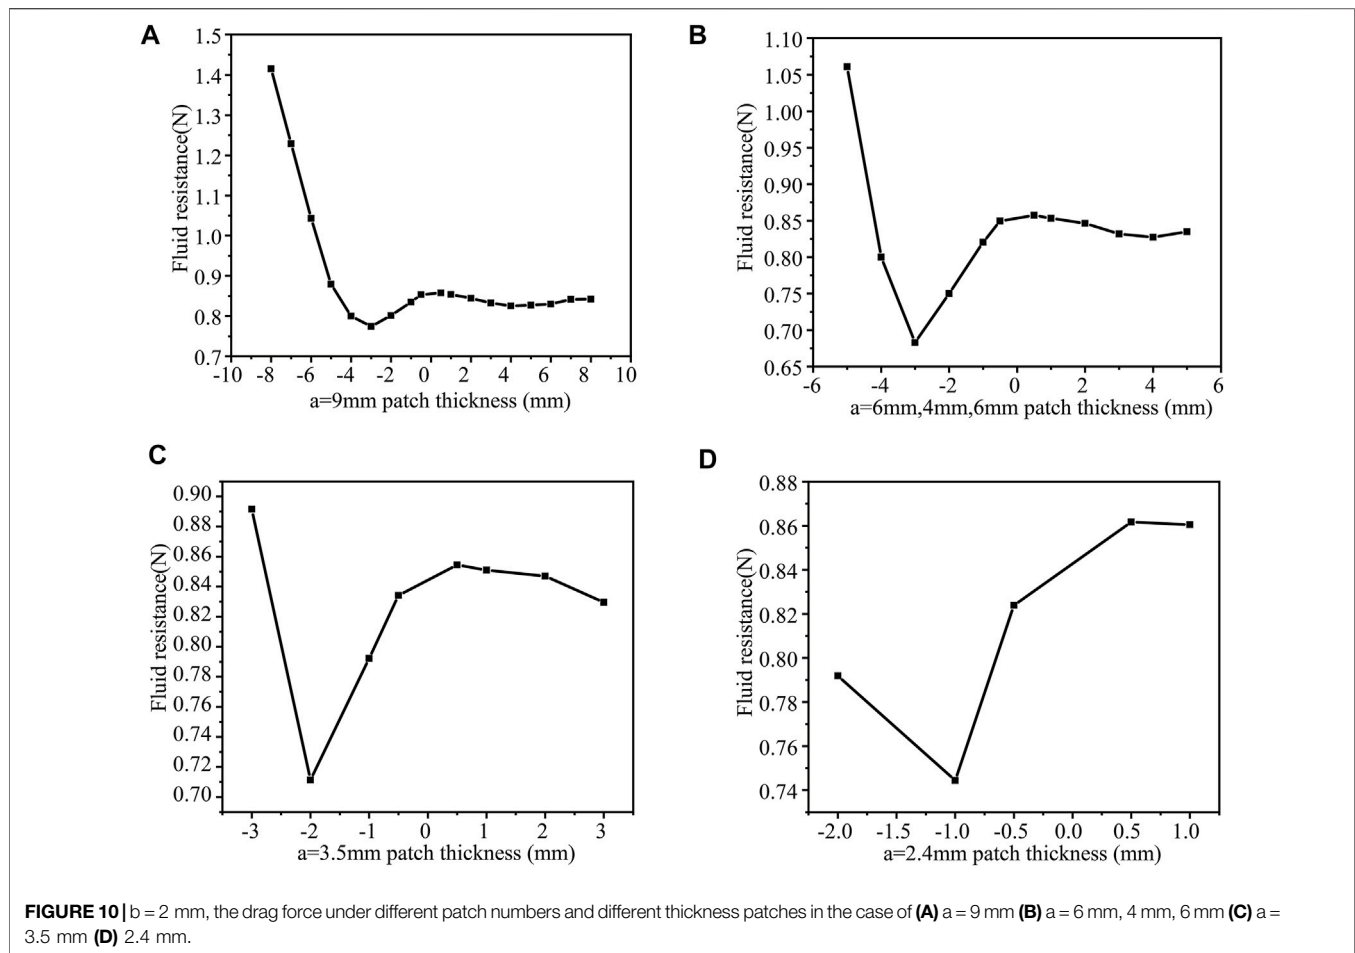 A
1.5
1.4
1.3
1.2
1.1
1.0
0.9
0.8
0.7
Fluid resistance(N)
-10 -8 -6 -4 -2 0 2 4 6 8 10
a=9mm patch thickness (mm)
B
1.10
1.05
1.00
0.95
0.90
0.85
0.80
0.75
0.70
0.65
Fluid resistance(N)
-6 -4 -2 0 2 4 6
a=6mm,4mm,6mm patch thickness (mm)
C
0.90
0.88
0.86
0.84
0.82
0.80
0.78
0.76
0.74
0.72
0.70
Fluid resistance(N)
-3 -2 -1 0 1 2 3
a=3.5mm patch thickness (mm)
D
0.88
0.86
0.84
0.82
0.80
0.78
0.76
0.74
Fluid resistance(N)
-2.0 -1.5 -1.0 -0.5 0.0 0.5 1.0
a=2.4mm patch thickness (mm)
FIGURE 10 | b = 2 mm, the drag force under different patch numbers and different thickness patches in the case of (A) a = 9 mm (B) a = 6 mm, 4 mm, 6 mm (C) a =
3.5 mm (D) 2.4 mm.